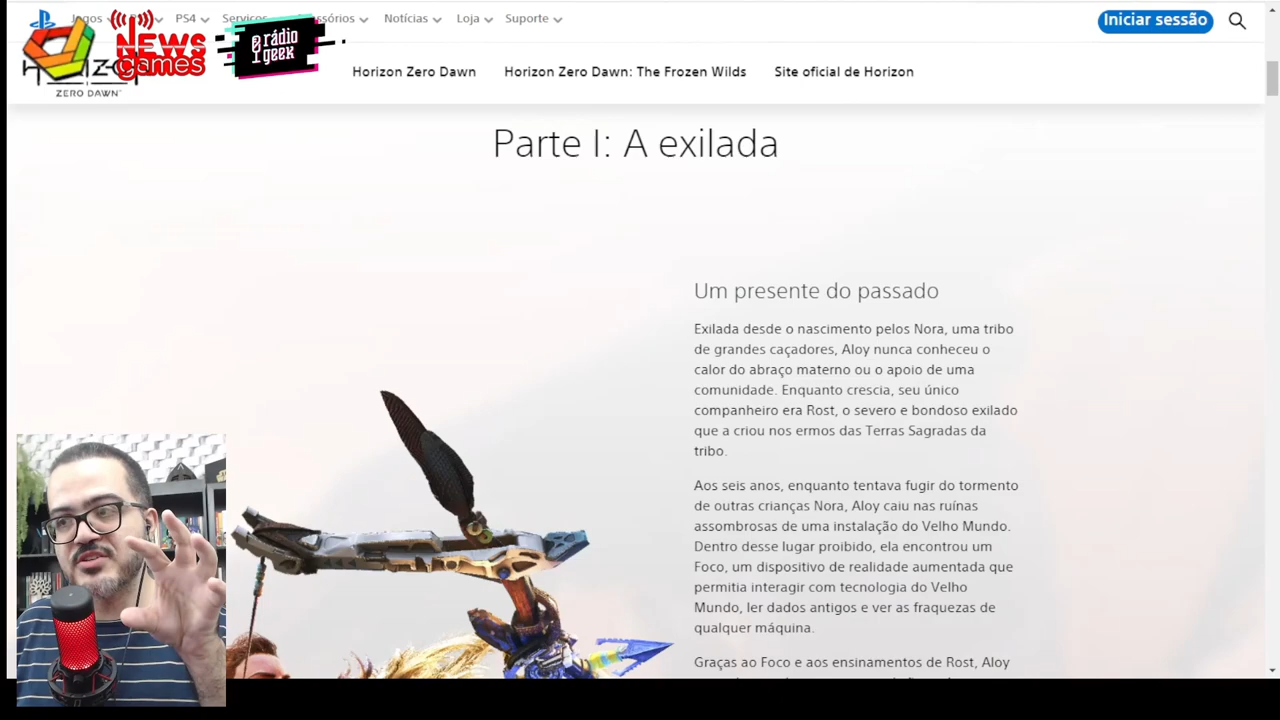 Jogos
PS4
Serviços
Notícias
Loja
Suporte
Iniciar sessão
NEWS
games
rádio
geek
ZERO DAWN
Horizon Zero Dawn
Horizon Zero Dawn: The Frozen Wilds
Site oficial de Horizon
Parte I: A exilada
Um presente do passado
Exilada desde o nascimento pelos Nora, uma tribo
de grandes caçadores, Aloy nunca conheceu o
calor do abraço materno ou o apoio de uma
comunidade. Enquanto crescia, seu único
companheiro era Rost, o severo e bondoso exilado
que a criou nos ermos das Terras Sagradas da
tribo.
Aos seis anos, enquanto tentava fugir do tormento
de outras crianças Nora, Aloy caiu nas ruínas
assombrosas de uma instalação do Velho Mundo.
Dentro desse lugar proibido, ela encontrou um
Foco, um dispositivo de realidade aumentada que
permitia interagir com tecnologia do Velho
Mundo, ler dados antigos e ver as fraquezas de
qualquer máquina.
Graças ao Foco e aos ensinamentos de Rost, Aloy